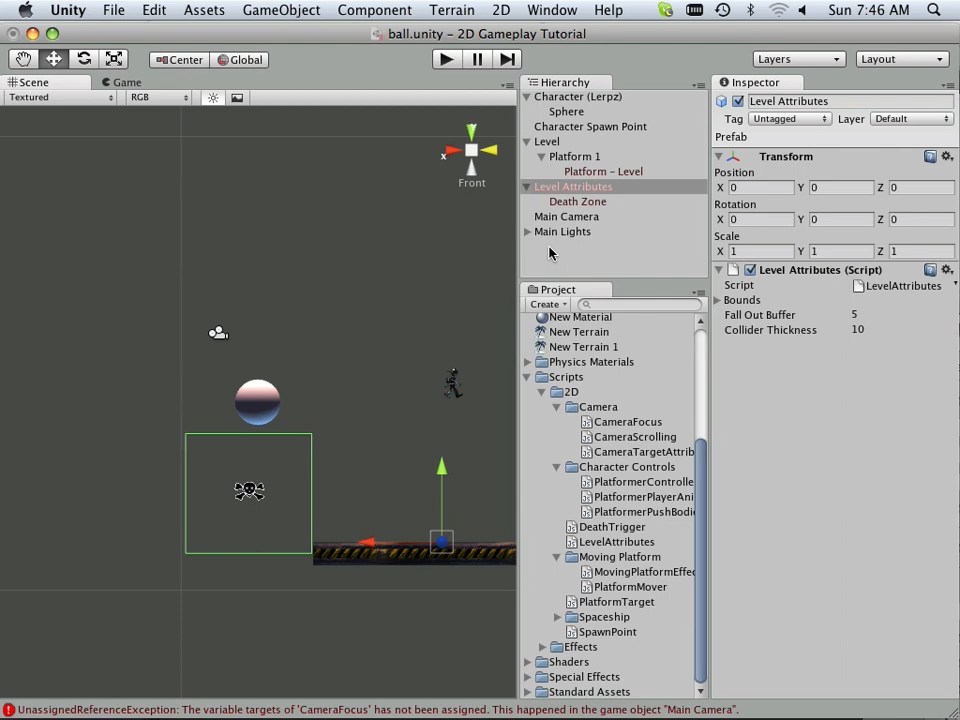 Unity File Edit Assets GameObject Component Terrain 2D Window Help Sun 7:46 AM
ball.unity – 2D Gameplay Tutorial
Center Global Layers Layout
Scene Game
Textured RGB
y
x
Front
Hierarchy
Character (Lerpz)
Sphere
Character Spawn Point
Level
Platform 1
Platform – Level
Level Attributes
Death Zone
Main Camera
Main Lights
Project
Create
New Material
New Terrain
New Terrain 1
Physics Materials
Scripts
2D
Camera
CameraFocus
CameraScrolling
CameraTargetAttrib
Character Controls
PlatformerControlle
PlatformerPlayerAni
PlatformerPushBodie
DeathTrigger
LevelAttributes
Moving Platform
MovingPlatformEffec
PlatformMover
PlatformTarget
Spaceship
SpawnPoint
Effects
Shaders
Special Effects
Standard Assets
Inspector
Level Attributes
Tag Untagged Layer Default
Prefab
Transform
Position
X 0 Y 0 Z 0
Rotation
X 0 Y 0 Z 0
Scale
X 1 Y 1 Z 1
Level Attributes (Script)
Script LevelAttributes
Bounds
Fall Out Buffer 5
Collider Thickness 10
UnassignedReferenceException: The variable targets of 'CameraFocus' has not been assigned. This happened in the game object "Main Camera".